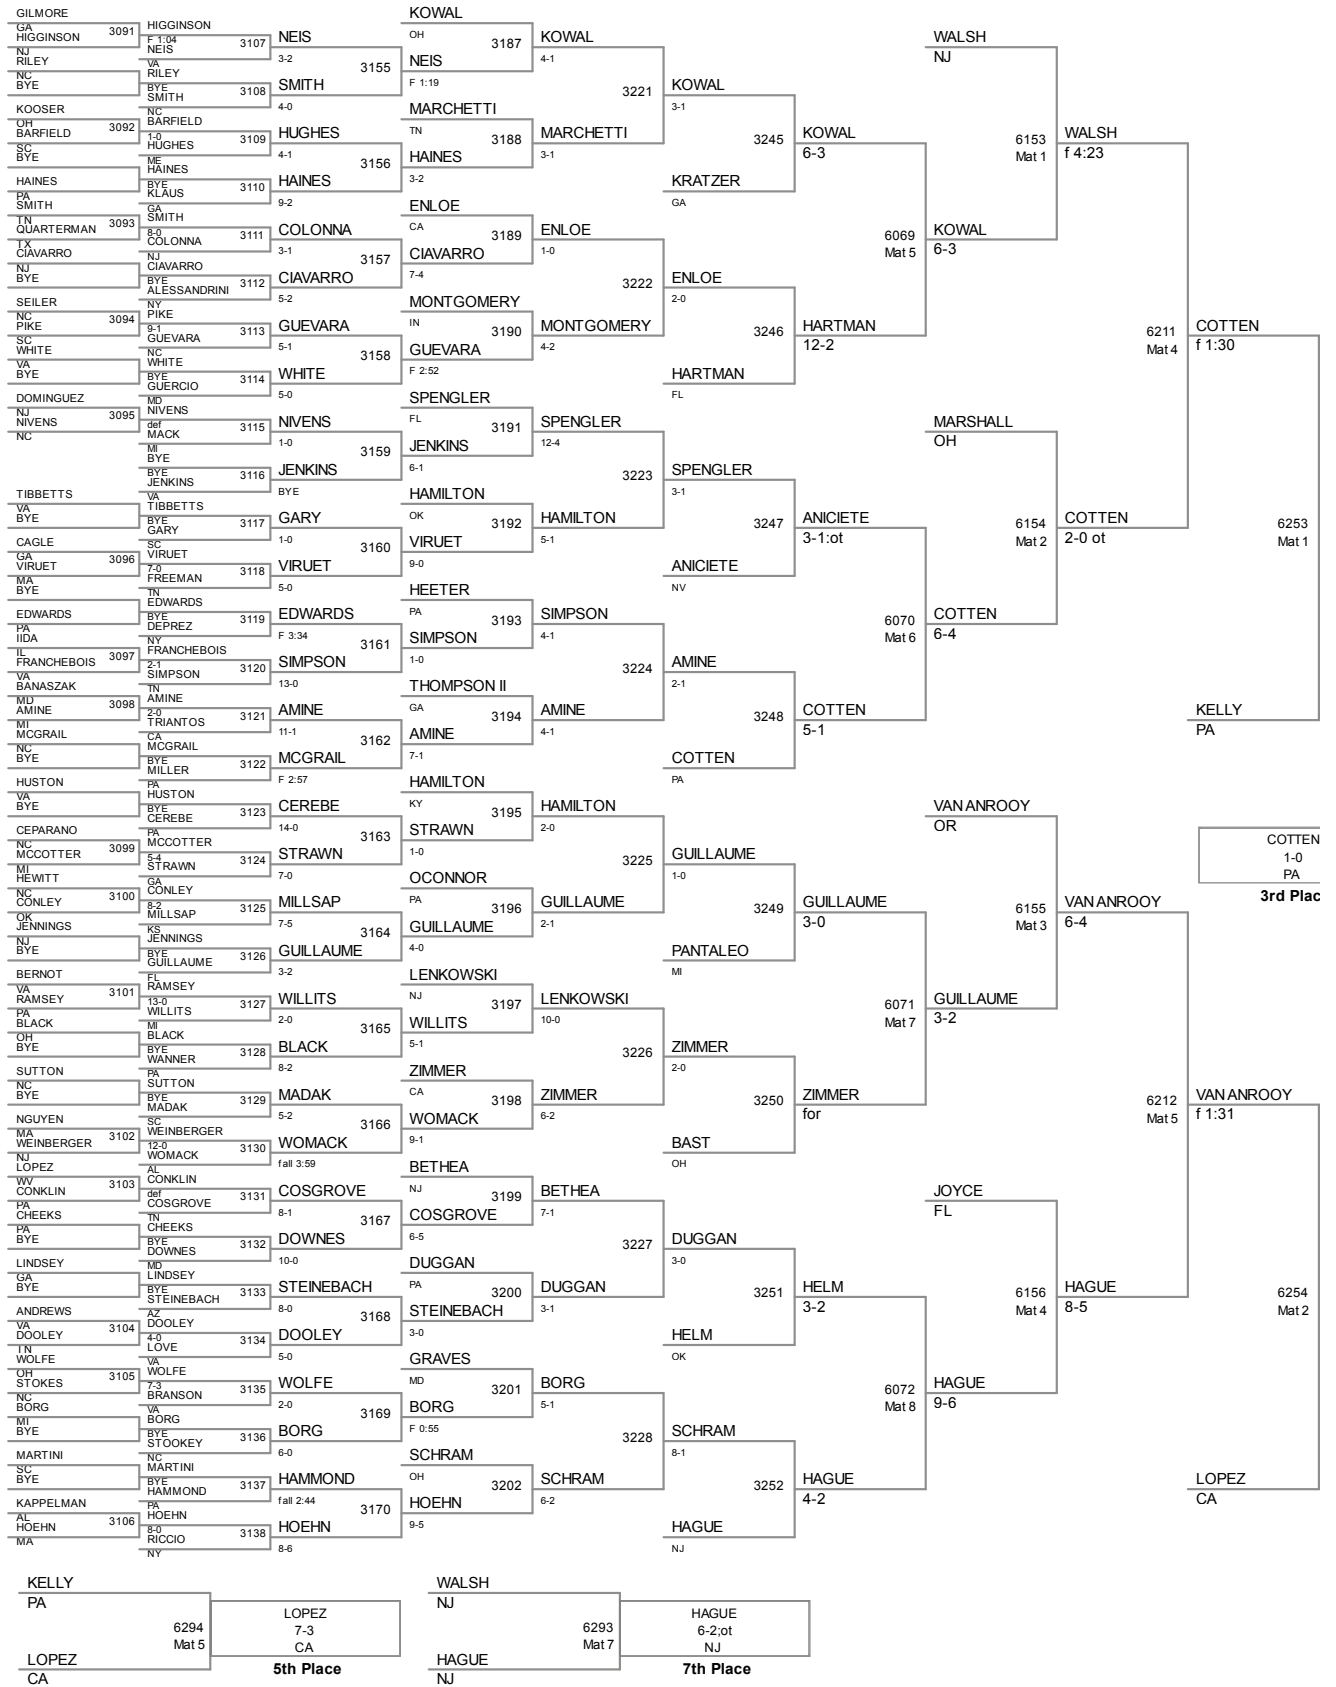 GILMORE
GA
HIGGINSON
3091
NJ
RILEY
NC
BYE
KOOSER
OH
BARFIELD
3092
SC
BYE
HAINES
PA
SMITH
TN
QUARTERMAN
3093
TX
CIAVARRO
NJ
BYE
SEILER
NC
PIKE
3094
SC
WHITE
VA
BYE
DOMINGUEZ
NJ
NIVENS
3095
NC
TIBBETTS
VA
BYE
CAGLE
GA
VIRUET
3096
MA
BYE
EDWARDS
PA
IIDA
IL
FRANCHEBOIS
3097
VA
BANASZAK
MD
AMINE
3098
MI
MCGRAIL
NC
BYE
HUSTON
VA
BYE
CEPARANO
NC
MCCOTTER
3099
MI
HEWITT
NC
CONLEY
3100
OK
JENNINGS
NJ
BYE
BERNOT
VA
RAMSEY
3101
PA
BLACK
OH
BYE
SUTTON
NC
BYE
NGUYEN
MA
WEINBERGER
3102
NJ
LOPEZ
WV
CONKLIN
3103
PA
CHEEKS
PA
BYE
LINDSEY
GA
BYE
ANDREWS
VA
DOOLEY
3104
TN
WOLFE
OH
STOKES
3105
NC
BORG
MI
BYE
MARTINI
SC
BYE
KAPPELMAN
AL
HOEHN
3106
MA
HIGGINSON
F 1:04
NEIS
3107
VA
RILEY
BYE
SMITH
3108
NC
BARFIELD
1-0
HUGHES
3109
ME
HAINES
BYE
KLAUS
3110
GA
SMITH
8-0
COLONNA
3111
NJ
CIAVARRO
BYE
ALESSANDRINI
3112
NY
PIKE
9-1
GUEVARA
3113
NC
WHITE
BYE
GUERCIO
3114
MD
NIVENS
def
MACK
3115
MI
BYE
BYE
JENKINS
3116
VA
TIBBETTS
BYE
GARY
3117
SC
VIRUET
7-0
FREEMAN
3118
TN
EDWARDS
BYE
DEPREZ
3119
NY
FRANCHEBOIS
2-1
SIMPSON
3120
TN
AMINE
2-0
TRIANTOS
3121
CA
MCGRAIL
BYE
MILLER
3122
PA
HUSTON
BYE
CEREBE
3123
PA
MCCOTTER
5-4
STRAWN
3124
GA
CONLEY
8-2
MILLSAP
3125
KS
JENNINGS
BYE
GUILLAUME
3126
FL
RAMSEY
13-0
WILLITS
3127
MI
BLACK
BYE
WANNER
3128
PA
SUTTON
BYE
MADAK
3129
SC
WEINBERGER
12-0
WOMACK
3130
AL
CONKLIN
def
COSGROVE
3131
TN
CHEEKS
BYE
DOWNES
3132
MD
LINDSEY
BYE
STEINEBACH
3133
AZ
DOOLEY
4-0
LOVE
3134
VA
WOLFE
7-3
BRANSON
3135
VA
BORG
BYE
STOOKEY
3136
NC
MARTINI
BYE
HAMMOND
3137
PA
HOEHN
8-0
RICCIO
3138
NY
NEIS
3-2
3155
SMITH
4-0
HUGHES
4-1
3156
HAINES
9-2
COLONNA
3-1
3157
CIAVARRO
5-2
GUEVARA
5-1
3158
WHITE
5-0
NIVENS
1-0
3159
JENKINS
BYE
GARY
1-0
3160
VIRUET
5-0
EDWARDS
F 3:34
3161
SIMPSON
13-0
AMINE
11-1
3162
MCGRAIL
F 2:57
CEREBE
14-0
3163
STRAWN
7-0
MILLSAP
7-5
3164
GUILLAUME
3-2
WILLITS
2-0
3165
BLACK
8-2
MADAK
5-2
3166
WOMACK
fall 3:59
COSGROVE
8-1
3167
DOWNES
10-0
STEINEBACH
8-0
3168
DOOLEY
5-0
WOLFE
2-0
3169
BORG
6-0
HAMMOND
fall 2:44
3170
HOEHN
8-6
KOWAL
OH
3187
NEIS
F 1:19
MARCHETTI
TN
3188
HAINES
3-2
ENLOE
CA
3189
CIAVARRO
7-4
MONTGOMERY
IN
3190
GUEVARA
F 2:52
SPENGLER
FL
3191
JENKINS
6-1
HAMILTON
OK
3192
VIRUET
9-0
HEETER
PA
3193
SIMPSON
1-0
THOMPSON II
GA
3194
AMINE
7-1
HAMILTON
KY
3195
STRAWN
1-0
OCONNOR
PA
3196
GUILLAUME
4-0
LENKOWSKI
NJ
3197
WILLITS
5-1
ZIMMER
CA
3198
WOMACK
9-1
BETHEA
NJ
3199
COSGROVE
6-5
DUGGAN
PA
3200
STEINEBACH
3-0
GRAVES
MD
3201
BORG
F 0:55
SCHRAM
OH
3202
HOEHN
9-5
KOWAL
4-1
3221
MARCHETTI
3-1
ENLOE
1-0
3222
MONTGOMERY
4-2
SPENGLER
12-4
3223
HAMILTON
5-1
SIMPSON
4-1
3224
AMINE
4-1
HAMILTON
2-0
3225
GUILLAUME
2-1
LENKOWSKI
10-0
3226
ZIMMER
6-2
BETHEA
7-1
3227
DUGGAN
3-1
BORG
5-1
3228
SCHRAM
6-2
KOWAL
3-1
3245
KRATZER
GA
ENLOE
2-0
3246
HARTMAN
FL
SPENGLER
3-1
3247
ANICIETE
NV
AMINE
2-1
3248
COTTEN
PA
GUILLAUME
1-0
3249
PANTALEO
MI
ZIMMER
2-0
3250
BAST
OH
DUGGAN
3-0
3251
HELM
OK
SCHRAM
8-1
3252
HAGUE
NJ
KOWAL
6-3
6069
Mat 5
HARTMAN
12-2
ANICIETE
3-1:ot
6070
Mat 6
COTTEN
5-1
GUILLAUME
3-0
6071
Mat 7
ZIMMER
for
HELM
3-2
6072
Mat 8
HAGUE
4-2
WALSH
NJ
6153
Mat 1
KOWAL
6-3
MARSHALL
OH
6154
Mat 2
COTTEN
6-4
VAN ANROOY
OR
6155
Mat 3
GUILLAUME
3-2
JOYCE
FL
6156
Mat 4
HAGUE
9-6
WALSH
f 4:23
6211
Mat 4
COTTEN
2-0 ot
VAN ANROOY
6-4
6212
Mat 5
HAGUE
8-5
COTTEN
f 1:30
6253
Mat 1
KELLY
PA
VAN ANROOY
f 1:31
6254
Mat 2
LOPEZ
CA
COTTEN
1-0
PA
3rd Plac
KELLY
PA
6294
Mat 5
LOPEZ
CA
LOPEZ
7-3
CA
5th Place
WALSH
NJ
6293
Mat 7
HAGUE
NJ
HAGUE
6-2;ot
NJ
7th Place